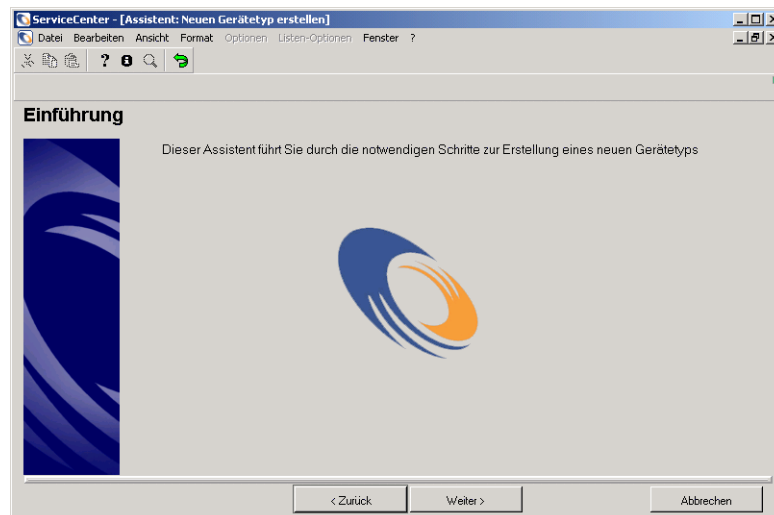 ServiceCenter - [Assistent: Neuen Gerätetyp erstellen]
Datei Bearbeiten Ansicht Format Optionen Listen-Optionen Fenster ?
Einführung
Dieser Assistent führt Sie durch die notwendigen Schritte zur Erstellung eines neuen Gerätetyps
< Zurück Weiter > Abbrechen